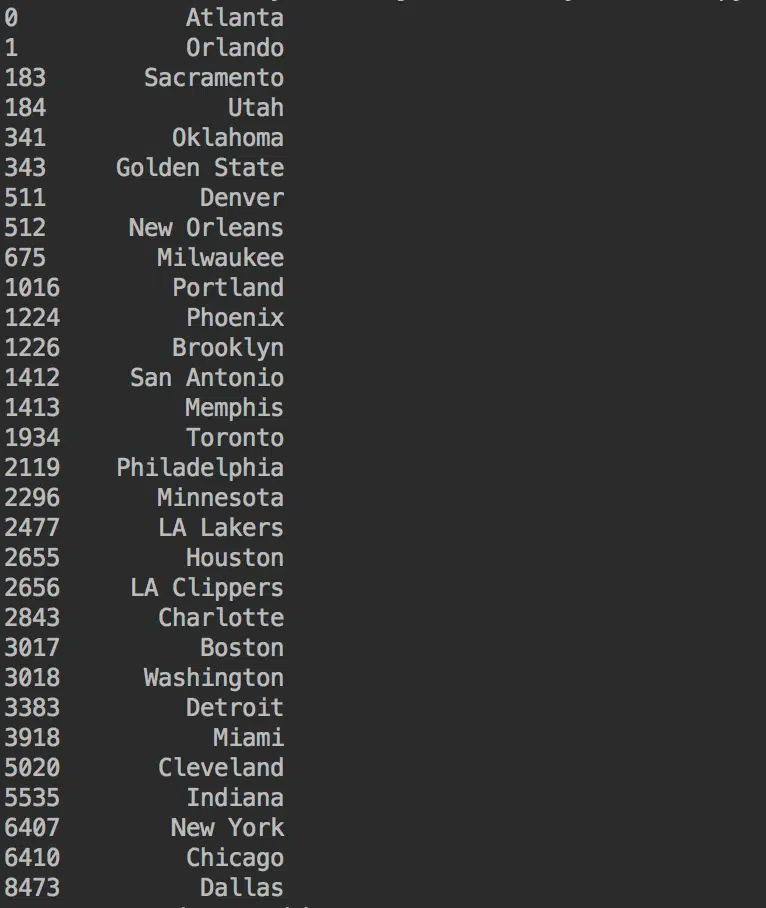 0 Atlanta
1 Orlando
183 Sacramento
184 Utah
341 Oklahoma
343 Golden State
511 Denver
512 New Orleans
675 Milwaukee
1016 Portland
1224 Phoenix
1226 Brooklyn
1412 San Antonio
1413 Memphis
1934 Toronto
2119 Philadelphia
2296 Minnesota
2477 LA Lakers
2655 Houston
2656 LA Clippers
2843 Charlotte
3017 Boston
3018 Washington
3383 Detroit
3918 Miami
5020 Cleveland
5535 Indiana
6407 New York
6410 Chicago
8473 Dallas